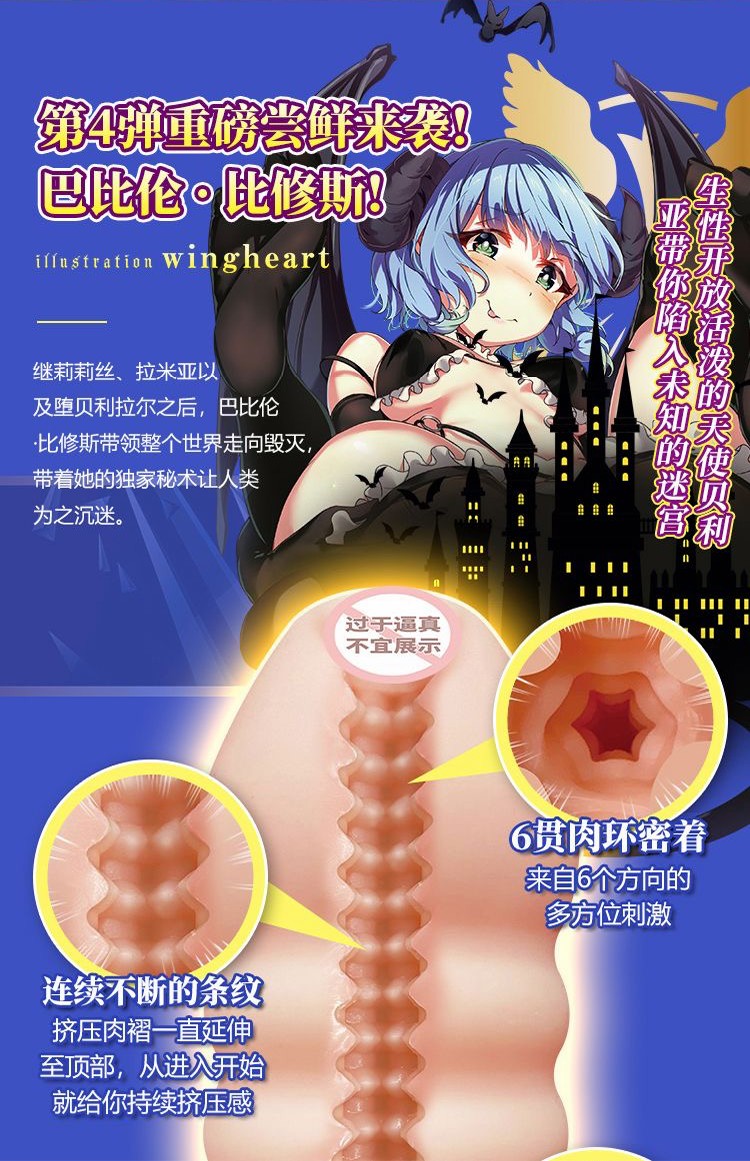 第4弹重磅尝鲜来袭!
巴比伦·比修斯!
illustration wingheart
继莉莉丝、拉米亚以
及堕贝利拉尔之后，巴比伦
·比修斯带领整个世界走向毁灭，
带着她的独家秘术让人类
为之沉迷。
生性开放活泼的天使贝利
亚带你陷入未知的迷宫
过于逼真
不宜展示
6贯肉环密着
来自6个方向的
多方位刺激
连续不断的条纹
挤压肉褶一直延伸
至顶部，从进入开始
就给你持续挤压感